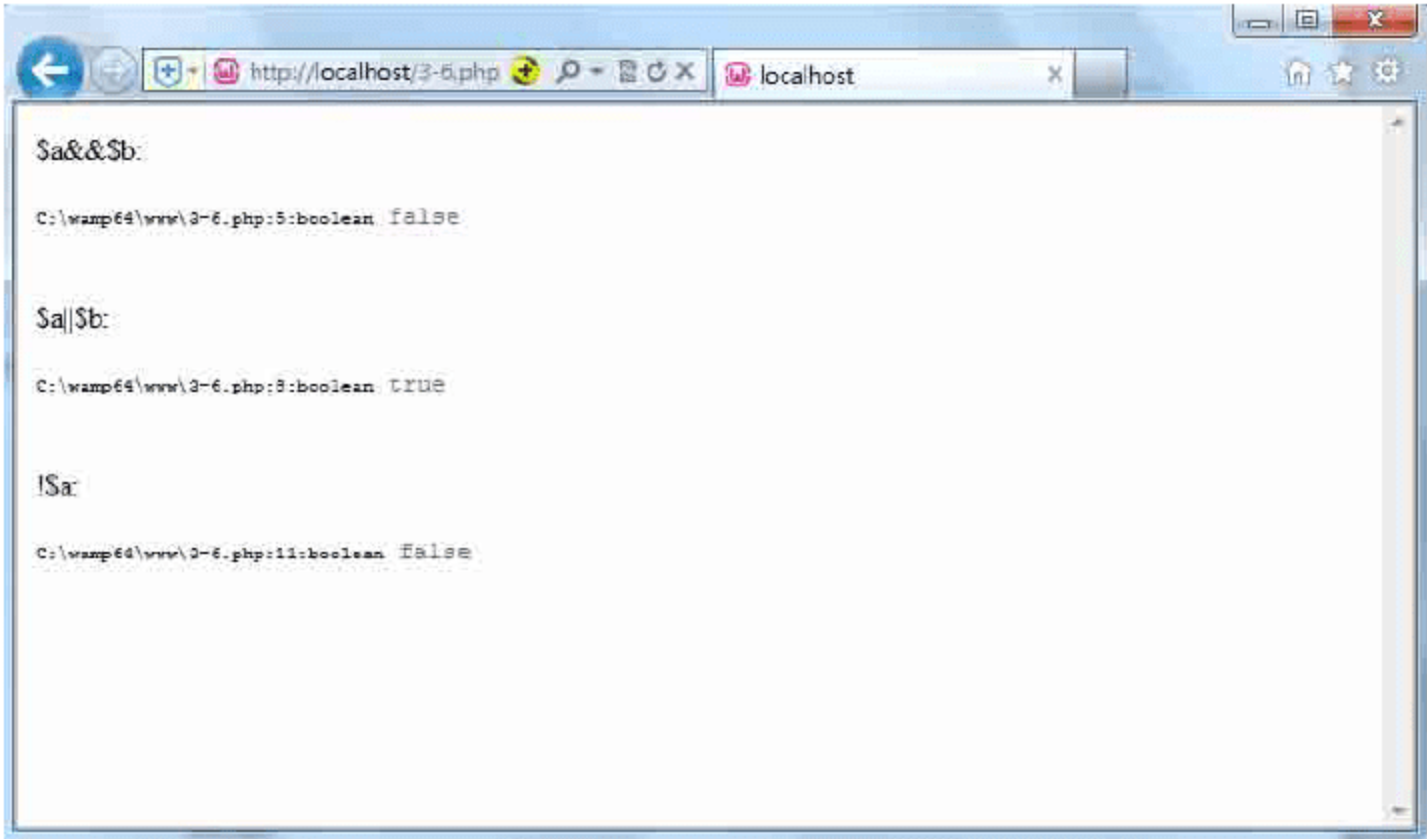 http://localhost/3-6.php
localhost
$a&&$b:
C:\wamp64\www\3-6.php:5:boolean false
$a||$b:
C:\wamp64\www\3-6.php:8:boolean true
!$a:
C:\wamp64\www\3-6.php:11:boolean false